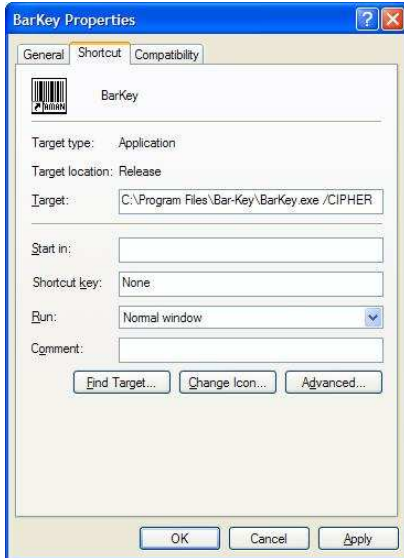 BarKey Properties
General Shortcut Compatibility
AMAN
BarKey
Target type: Application
Target location: Release
Target: C:\Program Files\Bar-Key\BarKey.exe /CIPHER
Start in:
Shortcut key: None
Run: Normal window
Comment:
Find Target... Change Icon... Advanced...
OK Cancel Apply